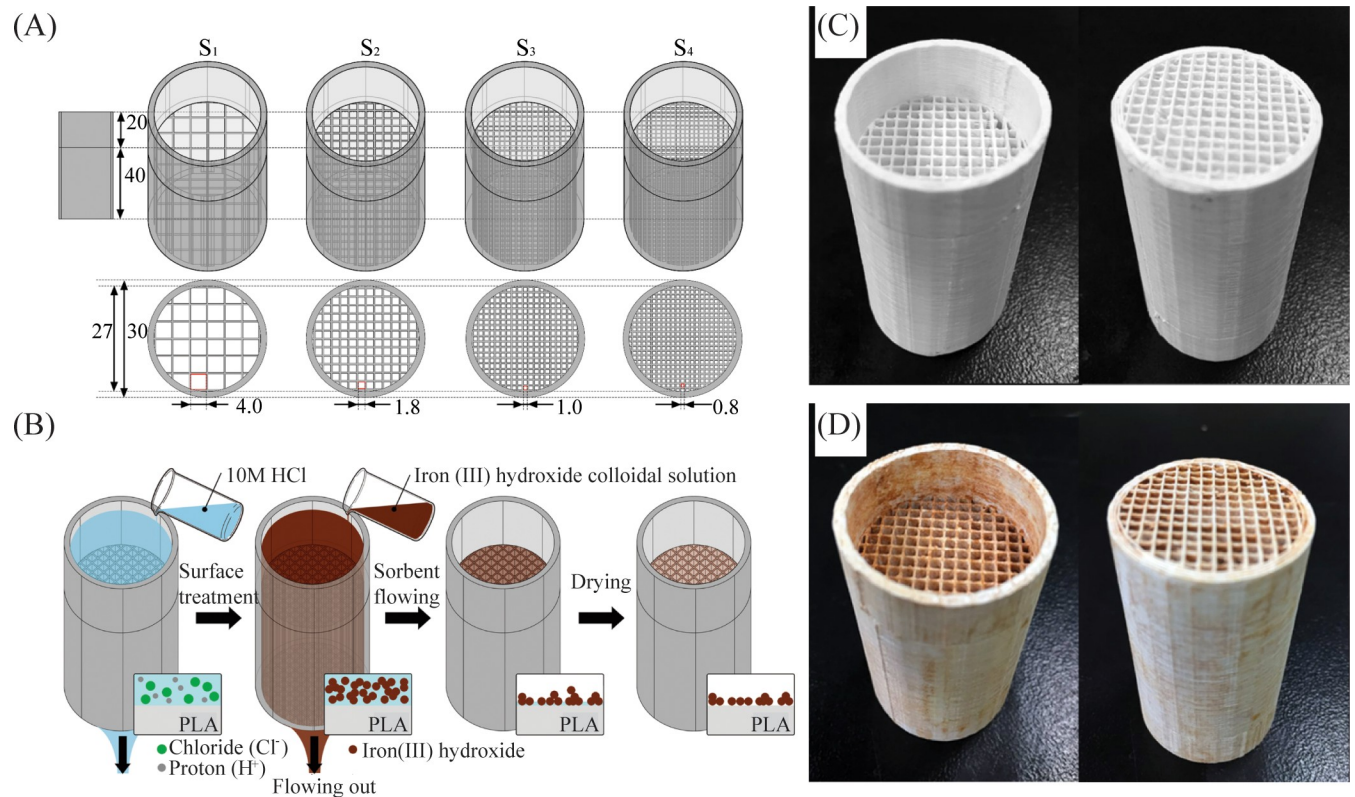 (A)
S1
S2
S3
S4
20
40
27
30
4.0
1.8
1.0
0.8
(B)
10M HCl
Iron (III) hydroxide colloidal solution
Surface
treatment
Sorbent
flowing
Drying
PLA
PLA
PLA
PLA
Chloride (Cl⁻)
Proton (H⁺)
Iron(III) hydroxide
Flowing out
(C)
(D)